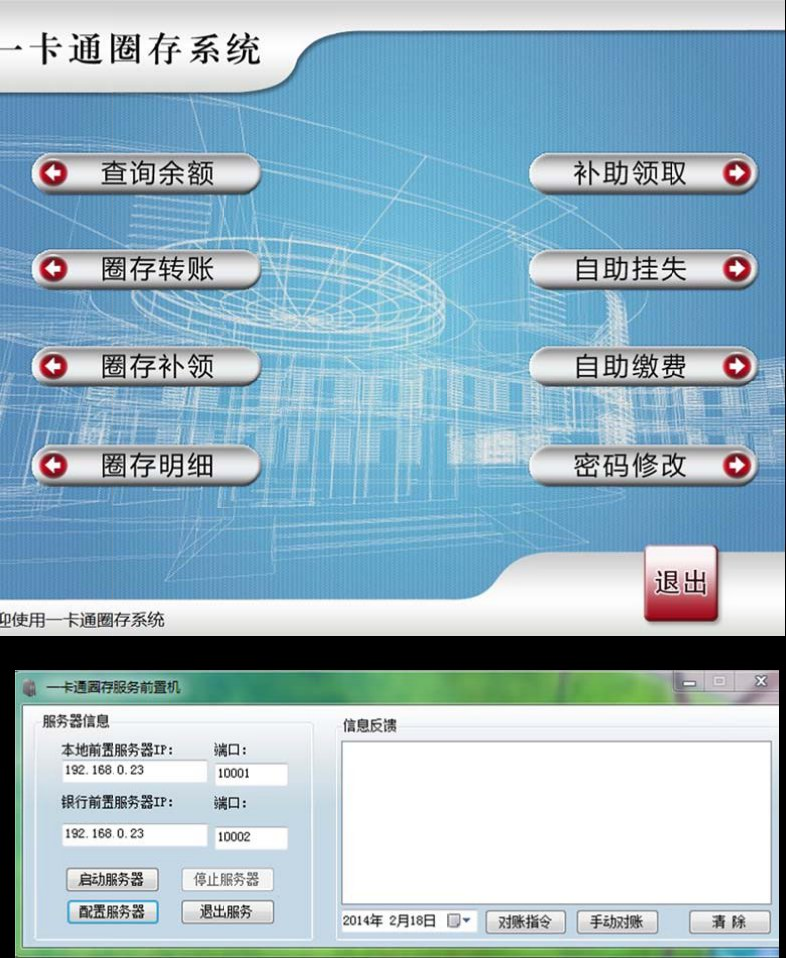 一卡通圈存系统
查询余额
补助领取
圈存转账
自助挂失
圈存补领
自助缴费
圈存明细
密码修改
退出
迎使用一卡通圈存系统
一卡通圈存服务前置机
服务器信息
本地前置服务器IP: 端口:
192.168.0.23 10001
银行前置服务器IP: 端口:
192.168.0.23 10002
启动服务器 停止服务器
配置服务器 退出服务
信息反馈
2014年 2月18日 对账指令 手动对账 清 除